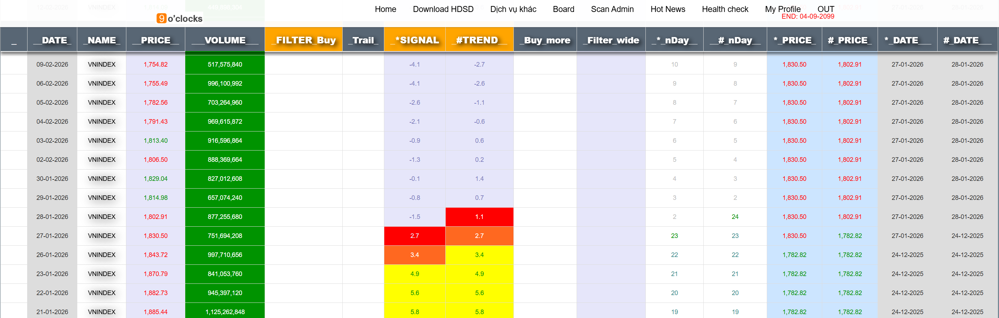 12-02-2026 VNINDEX 1,814.09 449,898,304
Home Download HDSD Dịch vụ khác Board Scan Admin Hot News Health check My Profile OUT
9 o'clocks
END: 04-09-2099
_ __DATE_ _NAME_ __PRICE__ ___VOLUME___ _FILTER_Buy _Trail_ _*SIGNAL _#TREND__ _Buy_more _Filter_wide _*_nDay__ __#_nDay__ *_PRICE_ #_PRICE_ *_DATE___ #_DATE___
09-02-2026 VNINDEX 1,754.82 517,575,840 -4.1 -2.7 10 9 1,830.50 1,802.91 27-01-2026 28-01-2026
06-02-2026 VNINDEX 1,755.49 996,100,992 -4.1 -2.6 9 8 1,830.50 1,802.91 27-01-2026 28-01-2026
05-02-2026 VNINDEX 1,782.56 703,264,960 -2.6 -1.1 8 7 1,830.50 1,802.91 27-01-2026 28-01-2026
04-02-2026 VNINDEX 1,791.43 969,615,872 -2.1 -0.6 7 6 1,830.50 1,802.91 27-01-2026 28-01-2026
03-02-2026 VNINDEX 1,813.40 916,596,864 -0.9 0.6 6 5 1,830.50 1,802.91 27-01-2026 28-01-2026
02-02-2026 VNINDEX 1,806.50 888,369,664 -1.3 0.2 5 4 1,830.50 1,802.91 27-01-2026 28-01-2026
30-01-2026 VNINDEX 1,829.04 827,012,608 -0.1 1.4 4 3 1,830.50 1,802.91 27-01-2026 28-01-2026
29-01-2026 VNINDEX 1,814.98 657,074,240 -0.8 0.7 3 2 1,830.50 1,802.91 27-01-2026 28-01-2026
28-01-2026 VNINDEX 1,802.91 877,255,680 -1.5 1.1 2 24 1,830.50 1,802.91 27-01-2026 28-01-2026
27-01-2026 VNINDEX 1,830.50 751,694,208 2.7 2.7 23 23 1,830.50 1,782.82 27-01-2026 24-12-2025
26-01-2026 VNINDEX 1,843.72 997,710,656 3.4 3.4 22 22 1,782.82 1,782.82 24-12-2025 24-12-2025
23-01-2026 VNINDEX 1,870.79 841,053,760 4.9 4.9 21 21 1,782.82 1,782.82 24-12-2025 24-12-2025
22-01-2026 VNINDEX 1,882.73 945,397,120 5.6 5.6 20 20 1,782.82 1,782.82 24-12-2025 24-12-2025
21-01-2026 VNINDEX 1,885.44 1,125,262,848 5.8 5.8 19 19 1,782.82 1,782.82 24-12-2025 24-12-2025